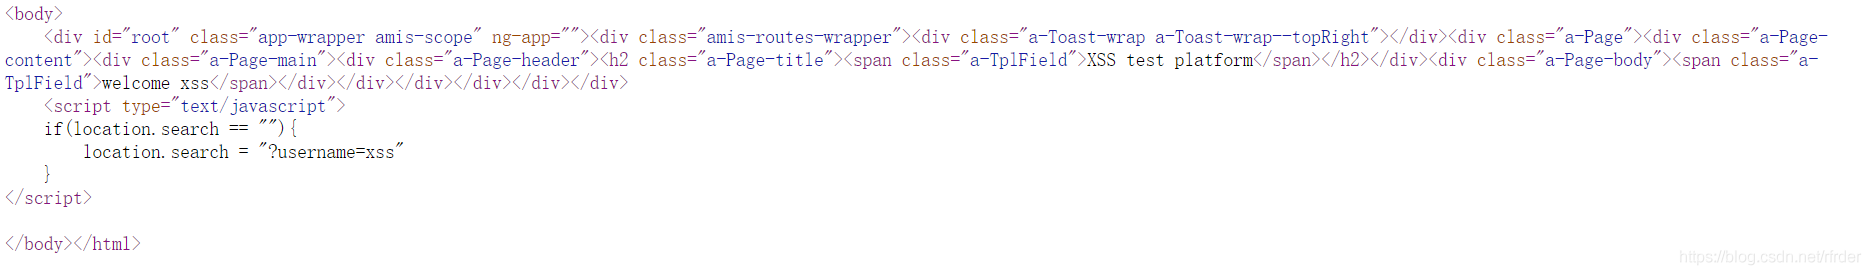 <body>
<div id="root" class="app-wrapper amis-scope" ng-app=""><div class="amis-routes-wrapper"><div class="a-Toast-wrap a-Toast-wrap--topRight"></div><div class="a-Page"><div class="a-Page-
content"><div class="a-Page-main"><div class="a-Page-header"><h2 class="a-Page-title"><span class="a-TplField">XSS test platform</span></h2></div><div class="a-Page-body"><span class="a-
TplField">welcome xss</span></div></div></div></div></div></div>
<script type="text/javascript">
if(location.search == ""){
location.search = "?username=xss"
}
</script>
</body></html>
https://blog.csdn.net/rfrder